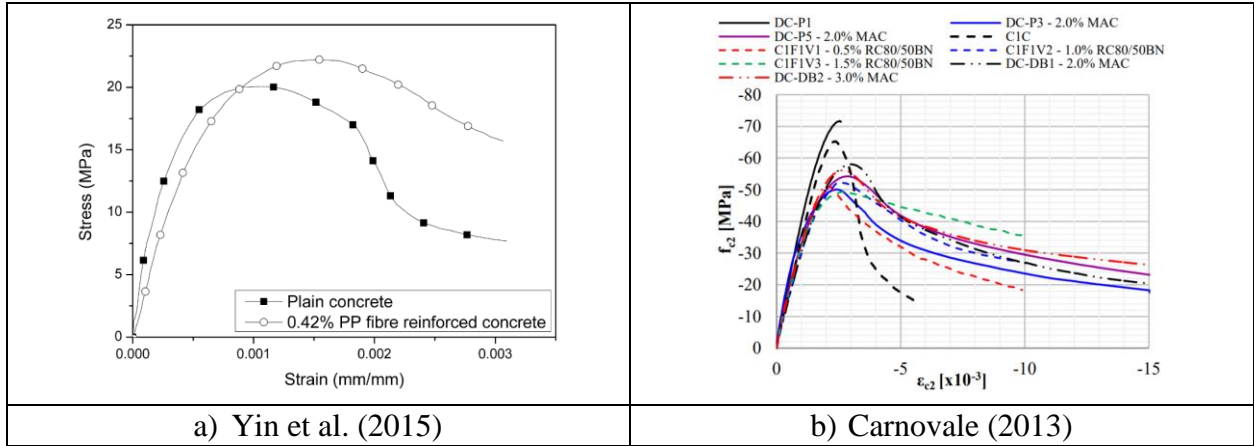 25
20
15
10
5
0
0.000
0.001
0.002
0.003
Stress (MPa)
Strain (mm/mm)
Plain concrete
0.42% PP fibre reinforced concrete
a) Yin et al. (2015)
DC-P1
DC-P3 - 2.0% MAC
DC-P5 - 2.0% MAC
C1C
C1F1V1 - 0.5% RC80/50BN
C1F1V2 - 1.0% RC80/50BN
C1F1V3 - 1.5% RC80/50BN
DC-DB1 - 2.0% MAC
DC-DB2 - 3.0% MAC
-80
-70
-60
-50
-40
-30
-20
-10
0
0
-5
-10
-15
fc2 [MPa]
εc2 [x10-3]
b) Carnovale (2013)